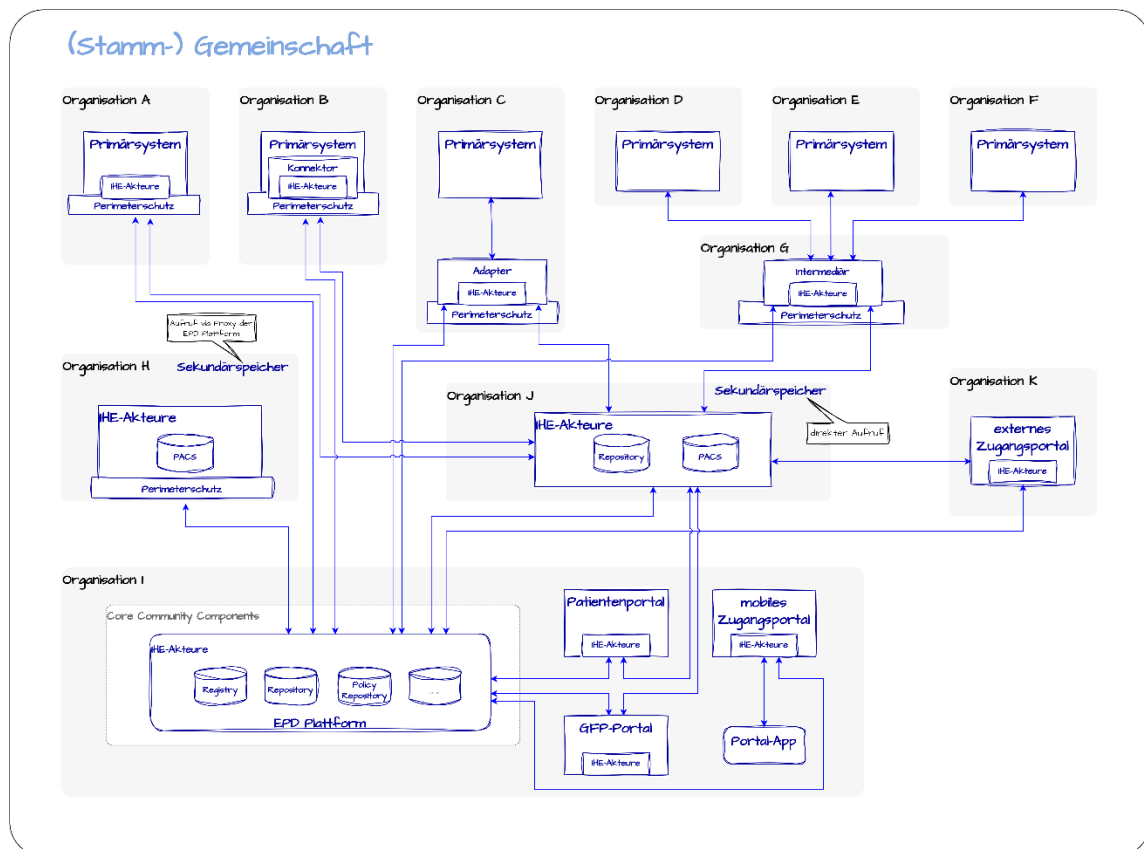 (Stamm-) Gemeinschaft
Organisation A
Primärsystem
IHE-Akteure
Perimeterschutz
Organisation B
Primärsystem
Konnektor
IHE-Akteure
Perimeterschutz
Organisation C
Primärsystem
Adapter
IHE-Akteure
Perimeterschutz
Organisation D
Primärsystem
Organisation E
Primärsystem
Organisation F
Primärsystem
Organisation G
Intermediär
IHE-Akteure
Perimeterschutz
Aufruf via Proxy der
EPD Plattform
Organisation H
Sekundärspeicher
IHE-Akteure
PACS
Perimeterschutz
Organisation J
Sekundärspeicher
direkter Aufruf
IHE-Akteure
Repository
PACS
Organisation K
externes
Zugangsportal
IHE-Akteure
Organisation I
Core Community Components
IHE-Akteure
Registry
Repository
Policy
Repository
...
EPD Plattform
Patientenportal
IHE-Akteure
mobiles
Zugangsportal
IHE-Akteure
GFP-Portal
IHE-Akteure
Portal-App